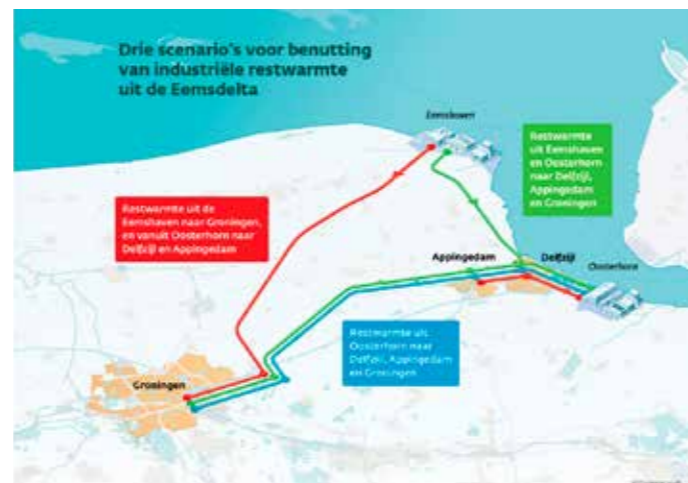 Drie scenario's voor benutting
van industriële restwarmte
uit de Eemsdelta
Eemshaven
Restwarmte
uit Eemshaven
en Oosterhorn
naar Delfzijl,
Appingedam
en Groningen
Restwarmte uit de
Eemshaven naar Groningen,
en vanuit Oosterhorn naar
Delfzijl en Appingedam
Appingedam
Delfzijl
Oosterhorn
Restwarmte uit
Oosterhorn naar
Delfzijl, Appingedam
en Groningen
Groningen